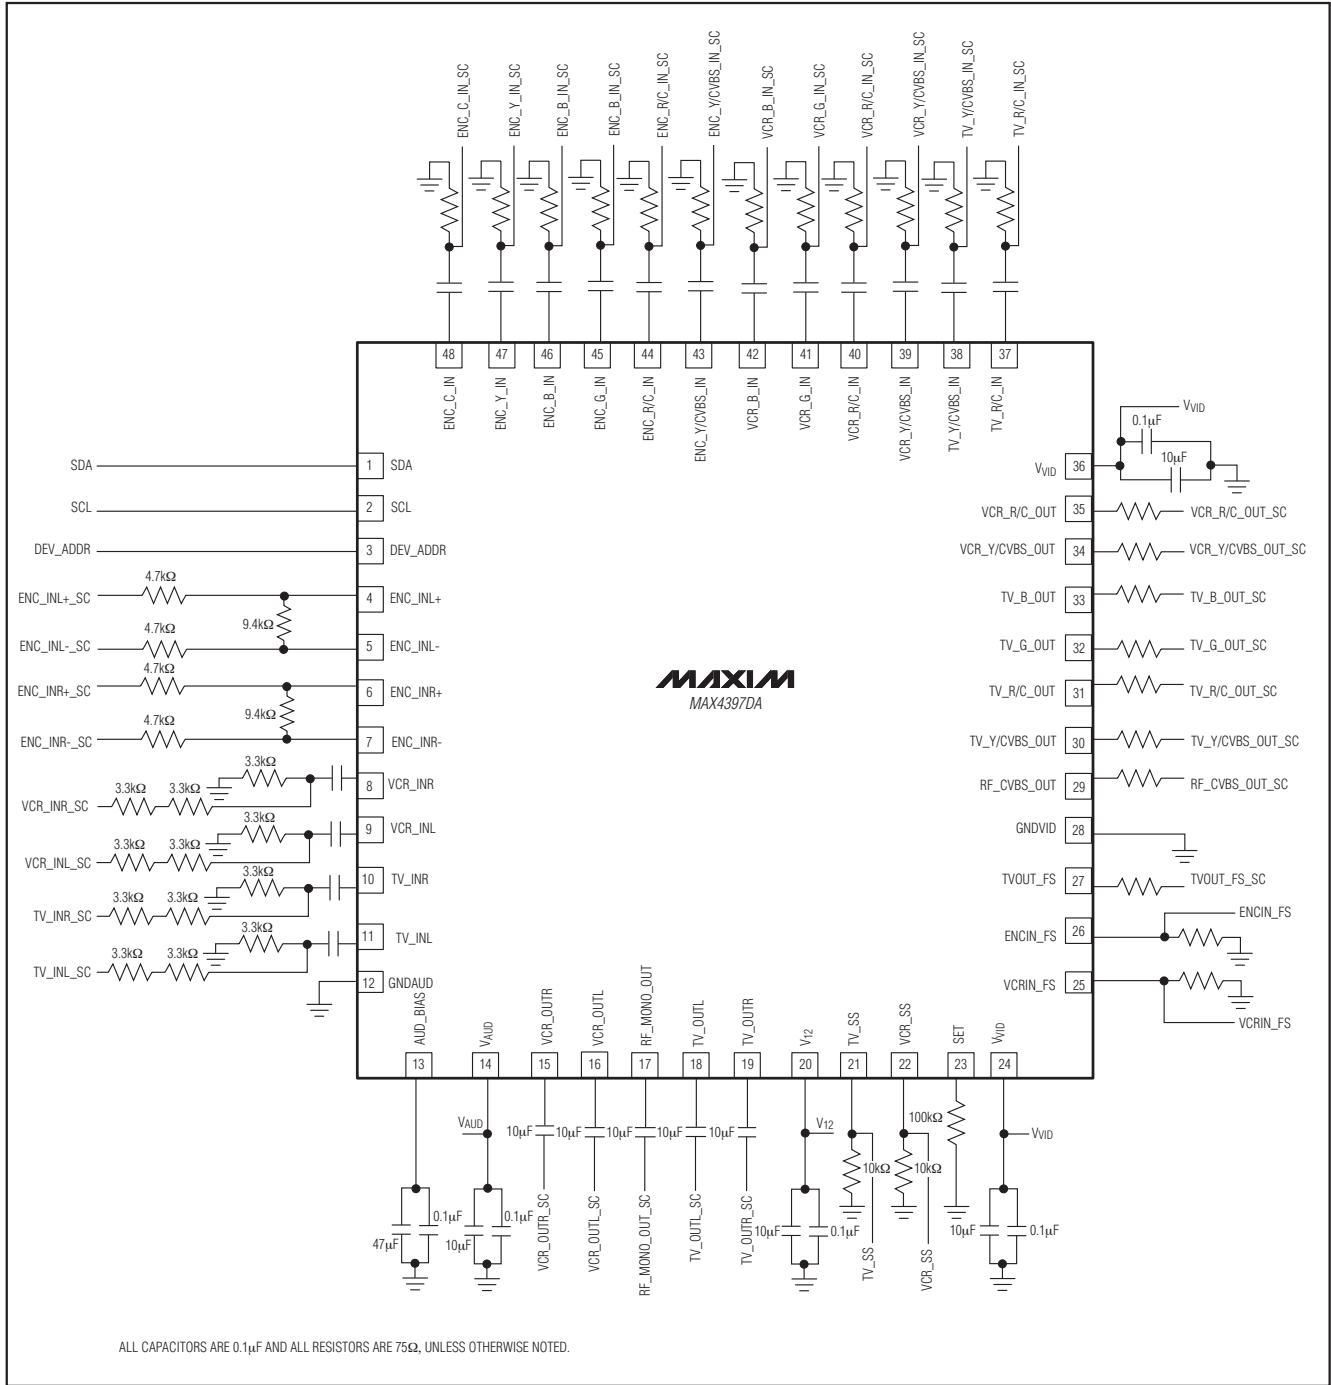 ENC_C_IN_SC
ENC_Y_IN_SC
ENC_B_IN_SC
ENC_B_IN_SC
ENC_R/C_IN_SC
ENC_Y/CVBS_IN_SC
VCR_B_IN_SC
VCR_G_IN_SC
VCR_R/C_IN_SC
VCR_Y/CVBS_IN_SC
TV_Y/CVBS_IN_SC
TV_R/C_IN_SC
48
47
46
45
44
43
42
41
40
39
38
37
ENC_C_IN
ENC_Y_IN
ENC_B_IN
ENC_G_IN
ENC_R/C_IN
ENC_Y/CVBS_IN
VCR_B_IN
VCR_G_IN
VCR_R/C_IN
VCR_Y/CVBS_IN
TV_Y/CVBS_IN
TV_R/C_IN
SDA
1
SDA
SCL
2
SCL
DEV_ADDR
3
DEV_ADDR
ENC_INL+_SC
4.7kΩ
4
ENC_INL+
9.4kΩ
ENC_INL-_SC
4.7kΩ
5
ENC_INL-
ENC_INR+_SC
4.7kΩ
6
ENC_INR+
9.4kΩ
ENC_INR-_SC
4.7kΩ
7
ENC_INR-
3.3kΩ
8
VCR_INR
VCR_INR_SC
3.3kΩ
3.3kΩ
3.3kΩ
9
VCR_INL
VCR_INL_SC
3.3kΩ
3.3kΩ
3.3kΩ
10
TV_INR
TV_INR_SC
3.3kΩ
3.3kΩ
3.3kΩ
11
TV_INL
TV_INL_SC
3.3kΩ
3.3kΩ
12
GNDAUD
MAXIM
MAX4397DA
VVID
0.1µF
10µF
VVID
36
VCR_R/C_OUT
35
VCR_R/C_OUT_SC
VCR_Y/CVBS_OUT
34
VCR_Y/CVBS_OUT_SC
TV_B_OUT
33
TV_B_OUT_SC
TV_G_OUT
32
TV_G_OUT_SC
TV_R/C_OUT
31
TV_R/C_OUT_SC
TV_Y/CVBS_OUT
30
TV_Y/CVBS_OUT_SC
RF_CVBS_OUT
29
RF_CVBS_OUT_SC
GNDVID
28
TVOUT_FS
27
TVOUT_FS_SC
ENCIN_FS
26
ENCIN_FS
VCRIN_FS
25
VCRIN_FS
AUD_BIAS
VAUD
VCR_OUTR
VCR_OUTL
RF_MONO_OUT
TV_OUTL
TV_OUTR
V12
TV_SS
VCR_SS
SET
VVID
13
14
15
16
17
18
19
20
21
22
23
24
VAUD
10µF
10µF
10µF
10µF
10µF
V12
100kΩ
VVID
10kΩ
10kΩ
47µF
0.1µF
10µF
0.1µF
VCR_OUTR_SC
VCR_OUTL_SC
RF_MONO_OUT_SC
TV_OUTL_SC
TV_OUTR_SC
10µF
0.1µF
TV_SS
VCR_SS
10µF
0.1µF
ALL CAPACITORS ARE 0.1µF AND ALL RESISTORS ARE 75Ω, UNLESS OTHERWISE NOTED.